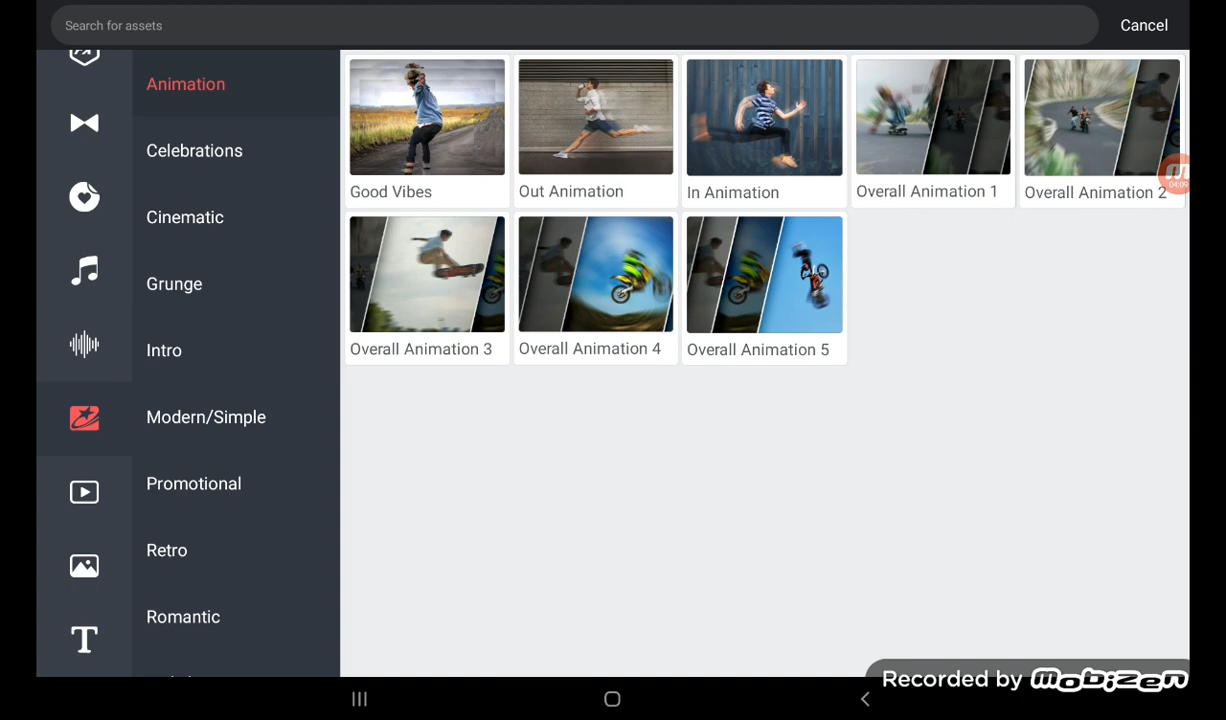 Search for assets
Cancel
Animation
Celebrations
Cinematic
Grunge
Intro
Modern/Simple
Promotional
Retro
Romantic
Good Vibes
Out Animation
In Animation
Overall Animation 1
Overall Animation 2
04:09
Overall Animation 3
Overall Animation 4
Overall Animation 5
Recorded by mobizen